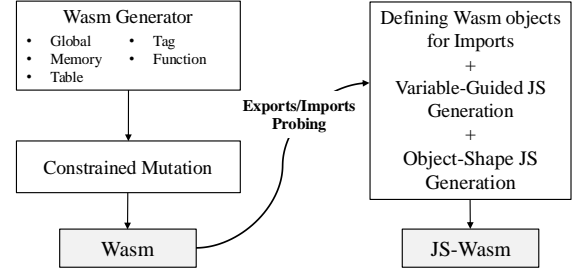 Wasm Generator
• Global • Tag
• Memory • Function
• Table
Constrained Mutation
Wasm
Exports/Imports
Probing
Defining Wasm objects
for Imports
+
Variable-Guided JS
Generation
+
Object-Shape JS
Generation
JS-Wasm